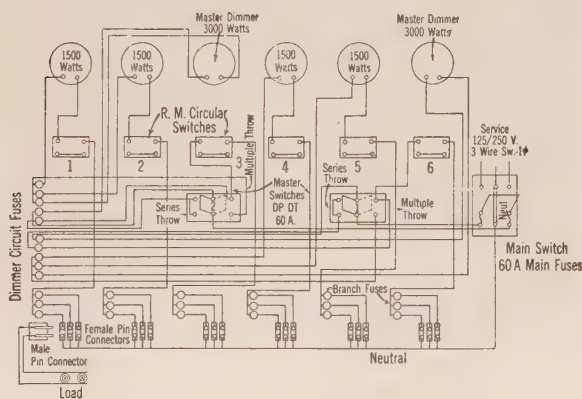 Master Dimmer
3000 Watts
Master Dimmer
3000 Watts
1500
Watts
1500
Watts
1500
Watts
1500
Watts
R. M. Circular
Switches
Service
125/250 V.
3 Wire Sw.-1φ
1
2
3
4
5
6
Multiple Throw
Series
Throw
Master
Switches
DP DT
60 A.
Series
Throw
Multiple
Throw
Neut
Main Switch
60 A Main Fuses
Dimmer Circuit Fuses
Branch Fuses
Female Pin
Connectors
Male
Pin Connector
Neutral
Load